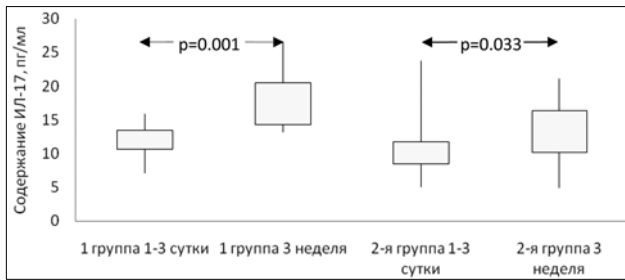 Содержание ИЛ-17, пг/мл
30
25
20
15
10
5
0
p=0.001
p=0.033
1 группа 1-3 сутки
1 группа 3 неделя
2-я группа 1-3
сутки
2-я группа 3
неделя